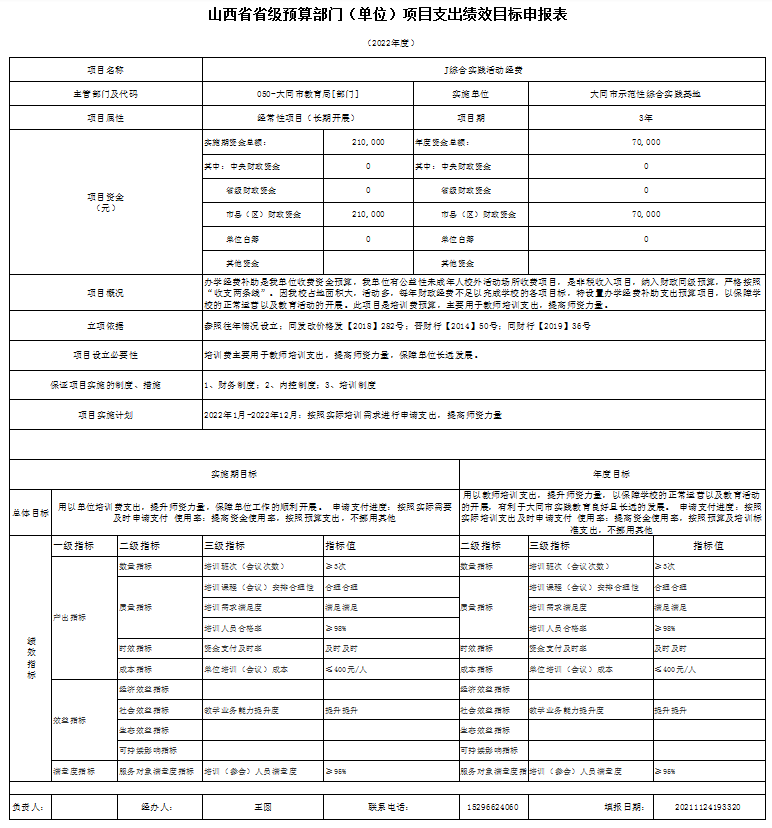 山西省省级预算部门（单位）项目支出绩效目标申报表
（2022年度）
项目名称 J综合实践活动经费
主管部门及代码 050-大同市教育局[部门] 实施单位 大同市示范性综合实践基地
项目属性 经常性项目（长期开展） 项目期 3年
项目资金
（元）
实施期资金总额： 210,000 年度资金总额： 70,000
其中：中央财政资金 0 其中：中央财政资金 0
省级财政资金 0 省级财政资金 0
市县（区）财政资金 210,000 市县（区）财政资金 70,000
单位自筹 0 单位自筹 0
其他资金 其他资金
项目概况
办学经费补助是我单位收费资金预算，我单位有公益性未成年人校外活动场所收费项目，是非税收入项目，纳入财政同级预算，严格按照
“收支两条线”。因我校占地面积大，活动多，每年财政经费不足以完成学校的各项目标，特设置办学经费补助支出预算项目，以保障学
校的正常运营以及教育活动的开展。此项目是培训费预算，主要用于教师培训支出，提高师资力量。
立项依据 参照往年情况设立；同发改价格发【2018】282号；晋财行【2014】50号；同财行【2019】36号
项目设立必要性 培训费主要用于教师培训支出，提高师资力量，保障单位长远发展。
保证项目实施的制度、措施 1、财务制度；2、内控制度；3、培训制度
项目实施计划 2022年1月-2022年12月：按照实际培训需求进行申请支出，提高师资力量
实施期目标 年度目标
总体目标
用以单位培训费支出，提升师资力量，保障单位工作的顺利开展。 申请支付进度：按照实际需要
及时申请支付 使用率：提高资金使用率，按照预算支出，不挪用其他
用以教师培训支出，提升师资力量，以保障学校的正常运营以及教育活动
的开展，有利于大同市实践教育良好且长远的发展。 申请支付进度：按照
实际培训支出及时申请支付 使用率：提高资金使用率，按照预算及培训标
准支出，不挪用其他
绩效指标
一级指标 二级指标 三级指标 指标值 二级指标 三级指标 指标值
产出指标
数量指标 培训班次（会议次数） ≥3次 数量指标 培训班次（会议次数） ≥3次
质量指标 培训课程（会议）安排合理性 合理合理 质量指标 培训课程（会议）安排合理性 合理合理
培训需求满足度 满足满足 培训需求满足度 满足满足
培训人员合格率 ≥98% 培训人员合格率 ≥98%
时效指标 资金支付及时率 及时及时 时效指标 资金支付及时率 及时及时
成本指标 单位培训（会议）成本 ≤400元/人 成本指标 单位培训（会议）成本 ≤400元/人
效益指标
经济效益指标 经济效益指标
社会效益指标 教学业务能力提升度 提升提升 社会效益指标 教学业务能力提升度 提升提升
生态效益指标 生态效益指标
可持续影响指标 可持续影响指标
满意度指标 服务对象满意度指标 培训（参会）人员满意度 ≥95% 服务对象满意度指 培训（参会）人员满意度 ≥95%
负责人： 经办人： 王圆 联系电话： 15296624060 填报日期： 20211124193320